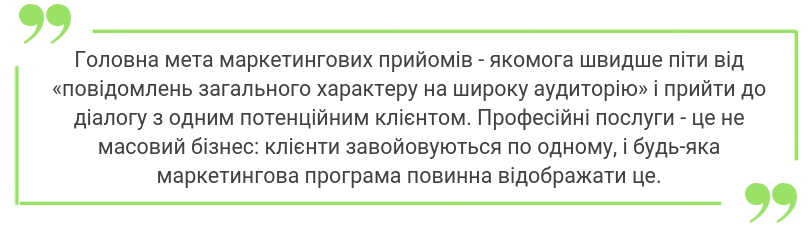 Головна мета маркетингових прийомів - якомога швидше піти від
«повідомлень загального характеру на широку аудиторію» і прийти до
діалогу з одним потенційним клієнтом. Професійні послуги - це не
масовий бізнес: клієнти завойовуються по одному, і будь-яка
маркетингова програма повинна відображати це.